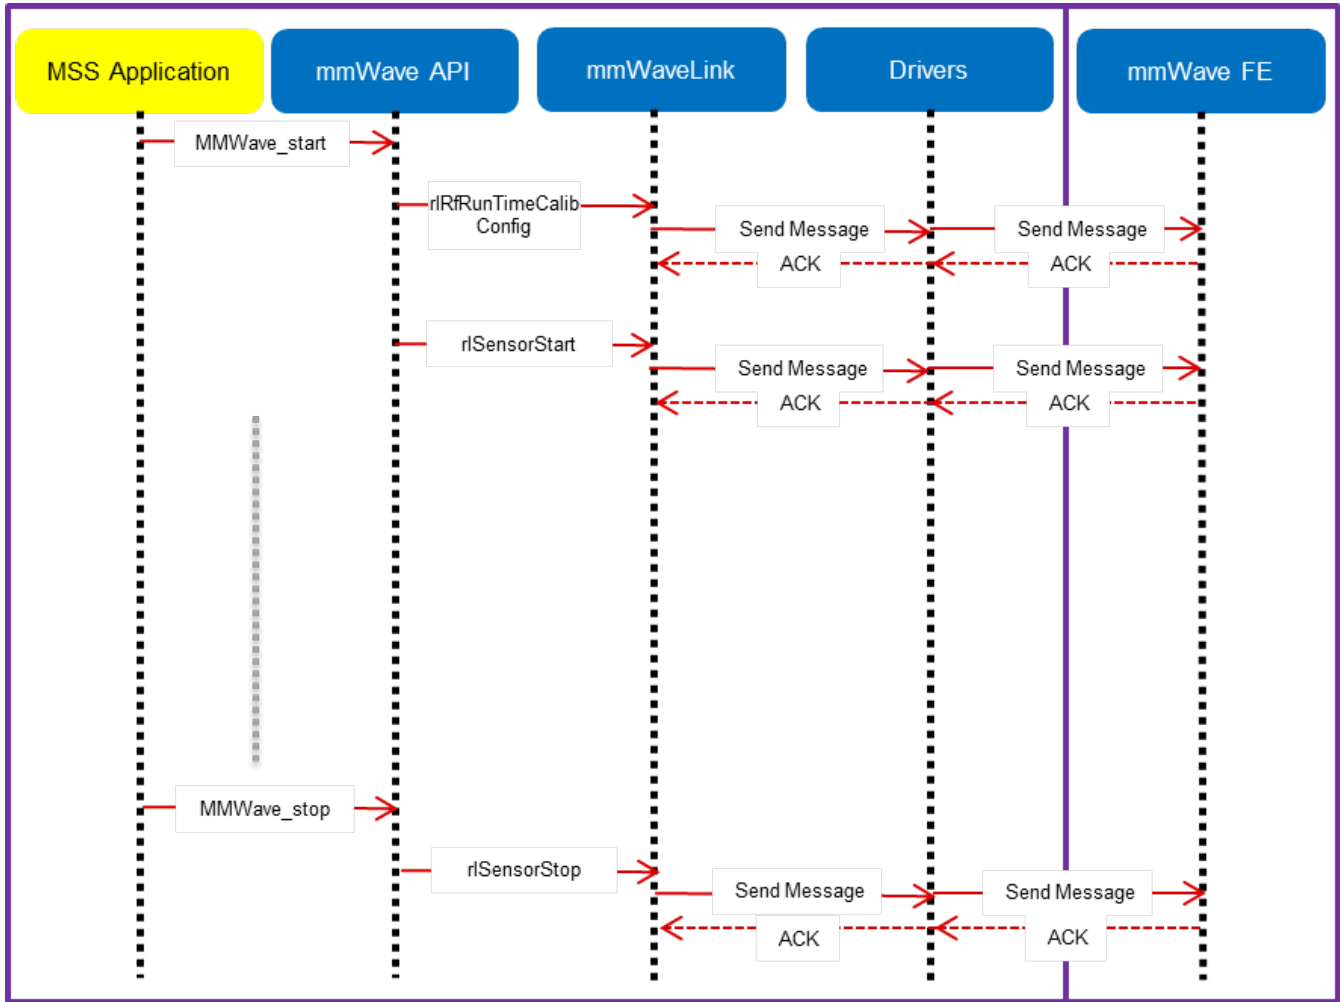 MSS Application
mmWave API
mmWaveLink
Drivers
mmWave FE
MMWave_start
rlRfRunTimeCalib
Config
Send Message
Send Message
ACK
ACK
rlSensorStart
Send Message
Send Message
ACK
ACK
MMWave_stop
rlSensorStop
Send Message
Send Message
ACK
ACK